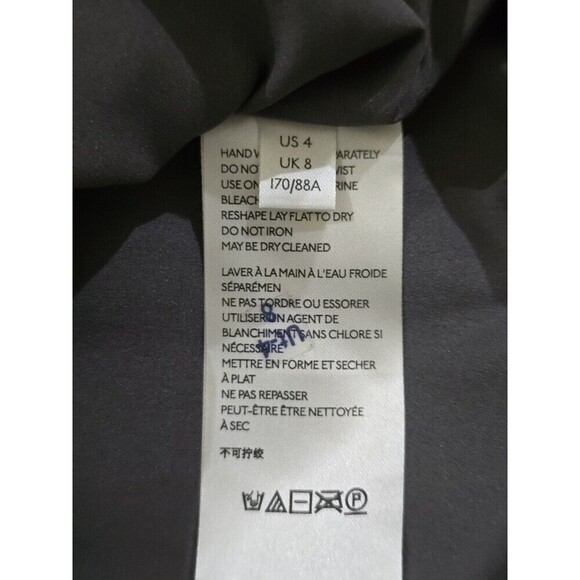 US 4
UK 8
170/88A
HAND PARATELY
DO NO WIST
USE ON RINE
BLEACH
RESHAPE LAY FLAT TO DRY
DO NOT IRON
MAY BE DRY CLEANED
LAVER À LA MAIN À L'EAU FROIDE
SÉPARÉMEN
NE PAS TORDRE OU ESSORER
UTILISER UN AGENT DE
BLANCHIMENT SANS CHLORE SI
NÉCESSAIRE
METTRE EN FORME ET SECHER
À PLAT
NE PAS REPASSER
PEUT-ÊTRE ÊTRE NETTOYÉE
À SEC
不可拧绞
P